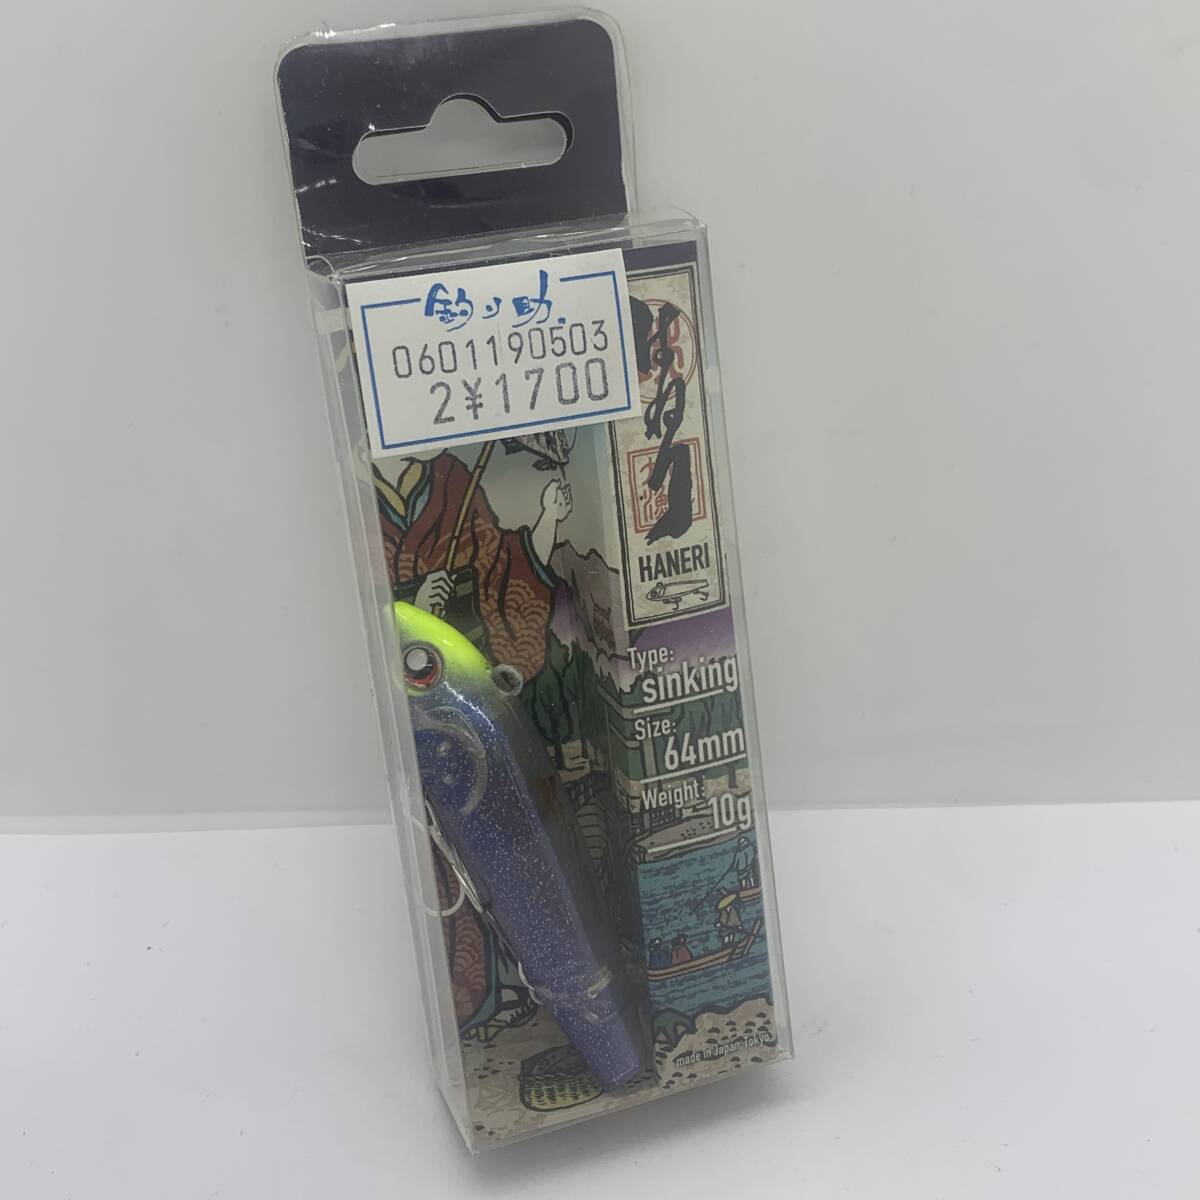 釣り助
0601190503
2¥1700
はねり
HANERI
Type:
sinking
Size:
64mm
Weight:
10g
made in Japan, Tokyo